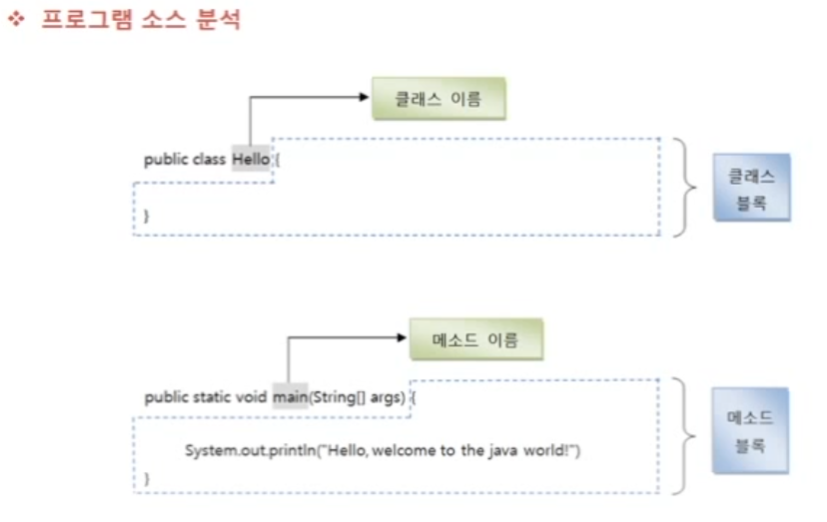 ❖ 프로그램 소스 분석
클래스 이름
public class Hello {
}
클래스
블록
메소드 이름
public static void main(String[] args) {
System.out.println("Hello, welcome to the java world!")
}
메소드
블록